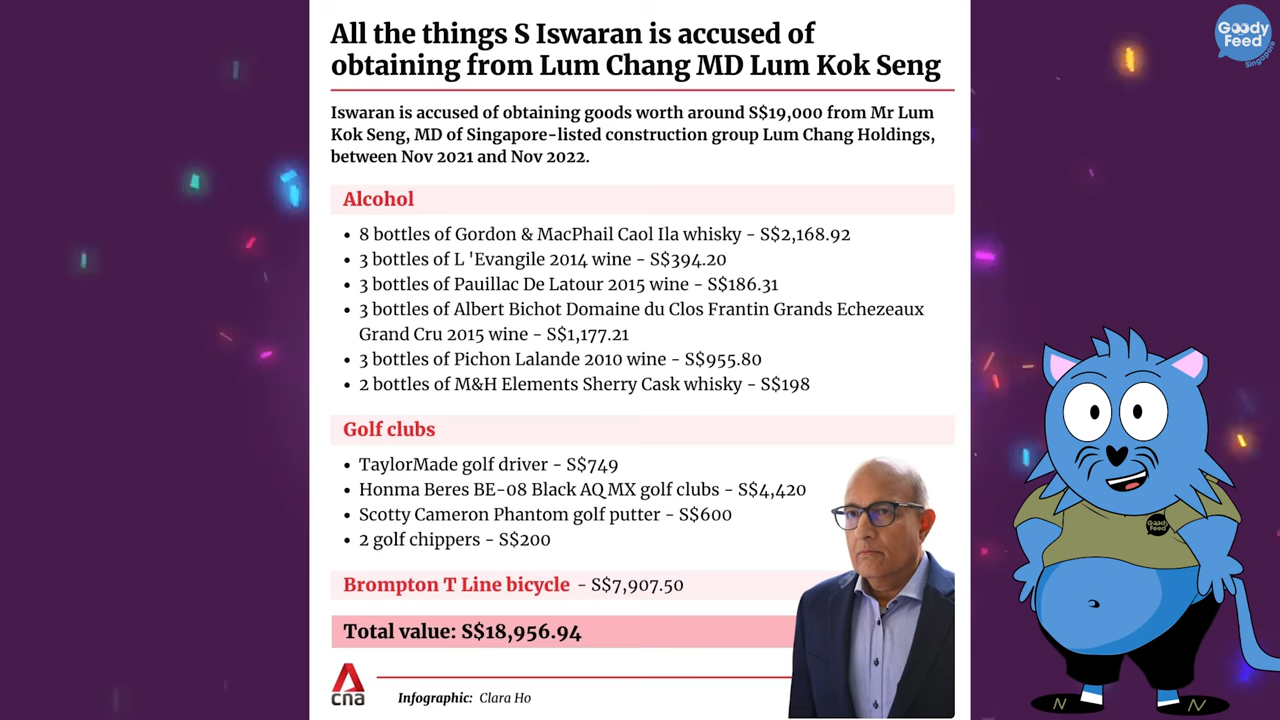 All the things S Iswaran is accused of
obtaining from Lum Chang MD Lum Kok Seng
Iswaran is accused of obtaining goods worth around S$19,000 from Mr Lum
Kok Seng, MD of Singapore-listed construction group Lum Chang Holdings,
between Nov 2021 and Nov 2022.
Alcohol
• 8 bottles of Gordon & MacPhail Caol Ila whisky - S$2,168.92
• 3 bottles of L 'Evangile 2014 wine - S$394.20
• 3 bottles of Pauillac De Latour 2015 wine - S$186.31
• 3 bottles of Albert Bichot Domaine du Clos Frantin Grands Echezeaux
Grand Cru 2015 wine - S$1,177.21
• 3 bottles of Pichon Lalande 2010 wine - S$955.80
• 2 bottles of M&H Elements Sherry Cask whisky - S$198
Golf clubs
• TaylorMade golf driver - S$749
• Honma Beres BE-08 Black AQ MX golf clubs - S$4,420
• Scotty Cameron Phantom golf putter - S$600
• 2 golf chippers - S$200
Brompton T Line bicycle - S$7,907.50
Total value: S$18,956.94
cna
Infographic: Clara Ho
Goody
Feed
Singapore
Goody
Feed
N
N